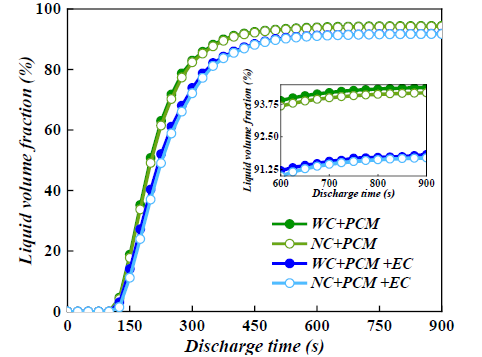 Liquid volume fraction (%)
100
80
60
40
20
0
0 150 300 450 600 750 900
Discharge time (s)
Liquid volume fraction (%)
93.75
92.50
91.25
600 700 800 900
Discharge time (s)
WC+PCM
NC+PCM
WC+PCM +EC
NC+PCM +EC